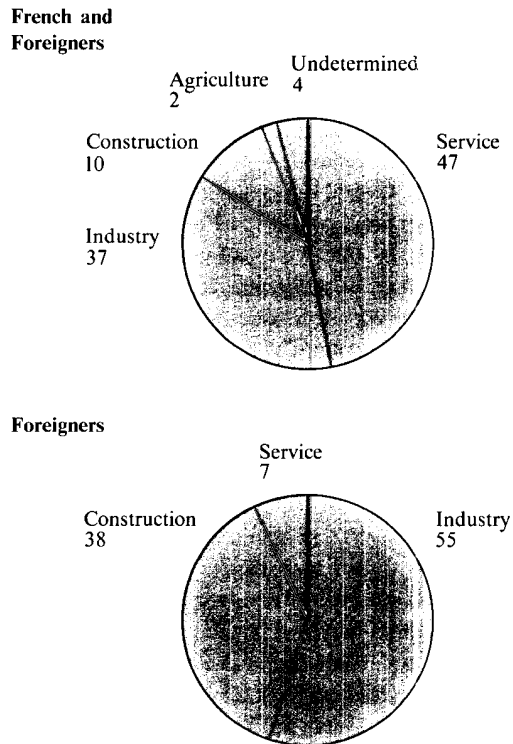 French and
Foreigners
Undetermined
4
Agriculture
2
Construction
10
Service
47
Industry
37
Foreigners
Service
7
Construction
38
Industry
55